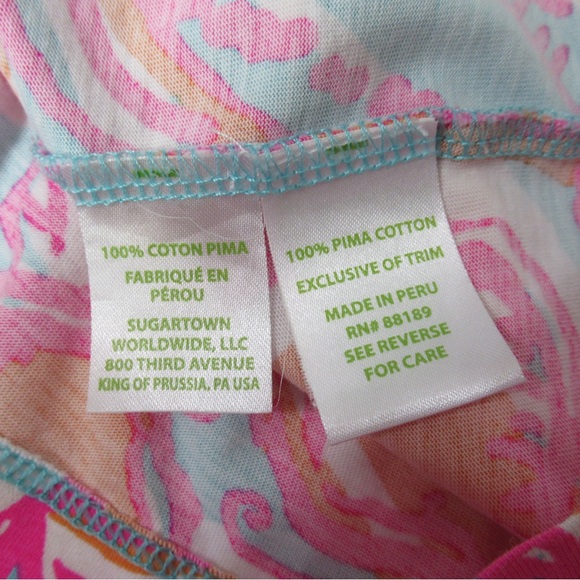 100% COTON PIMA
FABRIQUÉ EN
PÉROU
SUGARTOWN
WORLDWIDE, LLC
800 THIRD AVENUE
KING OF PRUSSIA, PA USA
100% PIMA COTTON
EXCLUSIVE OF TRIM
MADE IN PERU
RN# 88189
SEE REVERSE
FOR CARE